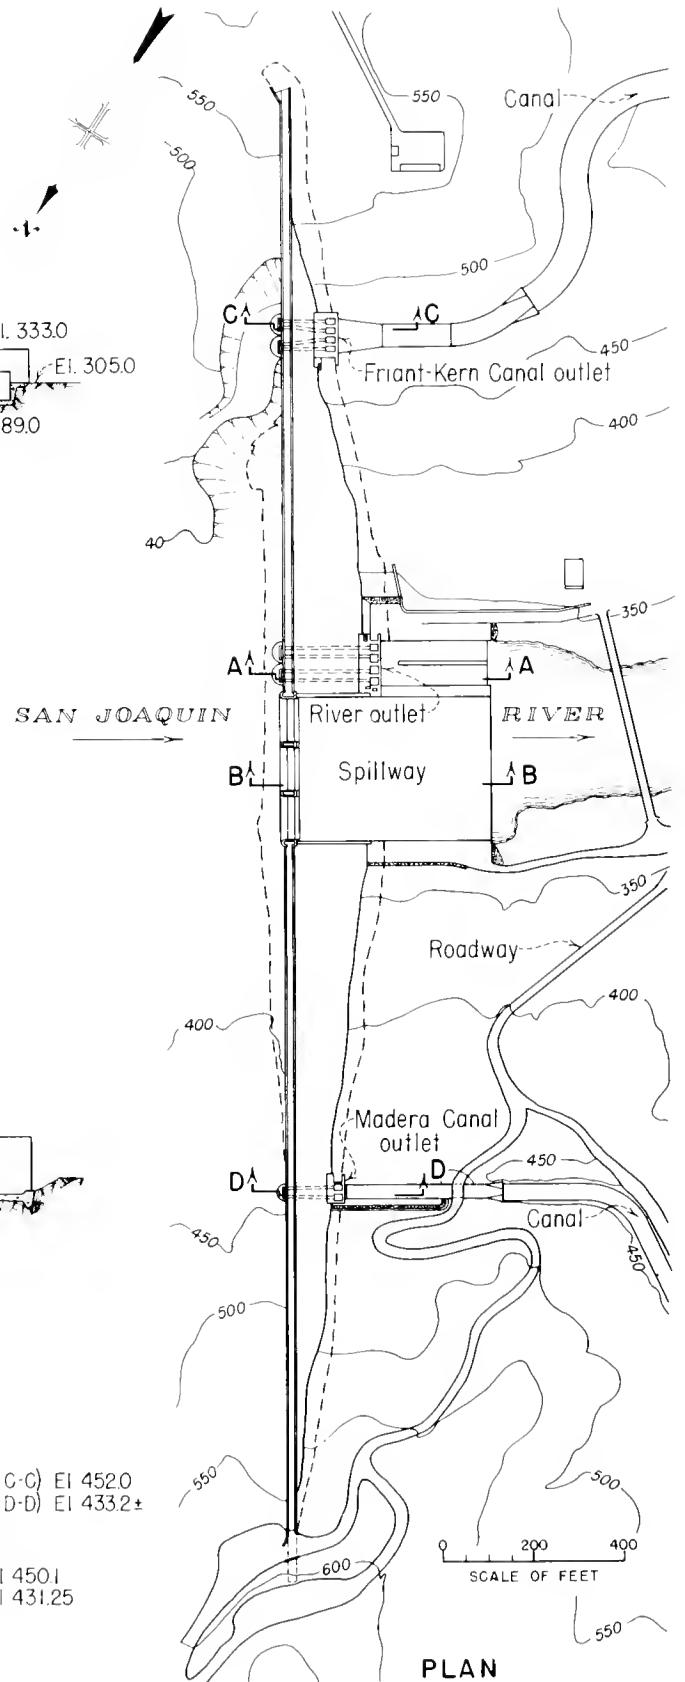 550
550
Canal
500
500
C
C
El. 333.0
El. 305.0
450
Friant-Kern Canal outlet
89.0
400
40
350
A
A
SAN JOAQUIN
River outlet
RIVER
B
Spillway
B
350
Roadway
400
400
Madera Canal
outlet
D
D
450
450
Canal
450
500
550
C-C) El 452.0
D-D) El 433.2±
500
0 200 400
SCALE OF FEET
600
450.1
431.25
550
PLAN